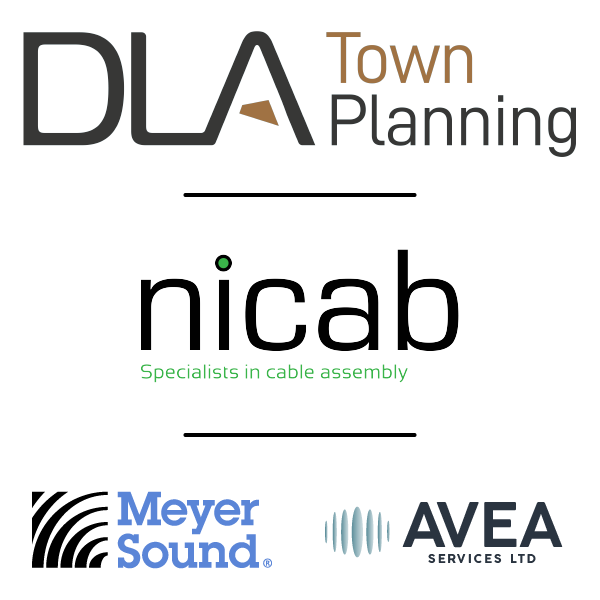 DLA Town
Planning
nicab
Specialists in cable assembly
Meyer
Sound®
AVEA
SERVICES LTD